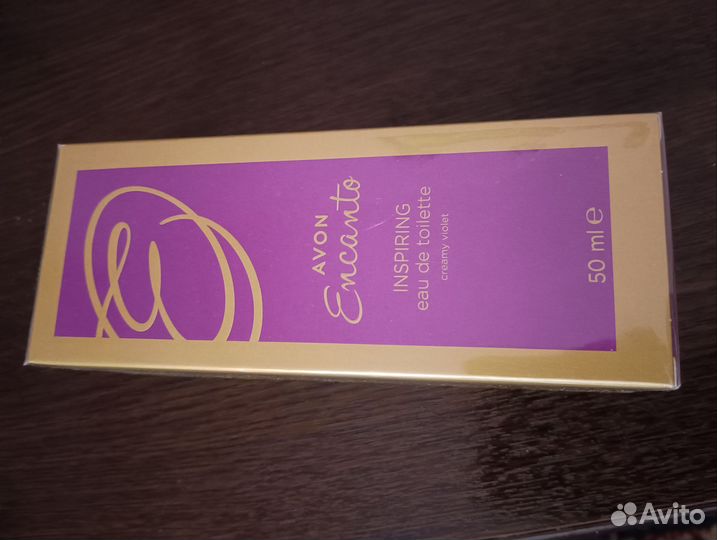 AVON
Encanto
INSPIRING
eau de toilette
creamy violet
50 ml e
Avito